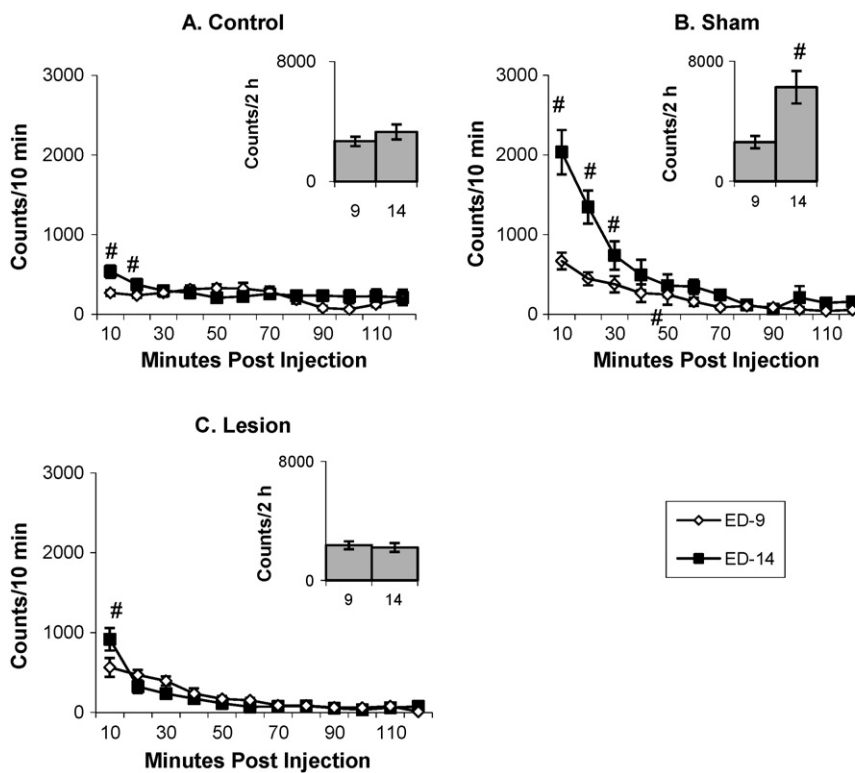 A. Control
3000
2000
1000
0
Counts/10 min
# #
10 30 50 70 90 110
Minutes Post Injection
8000
0
Counts/2 h
9 14
B. Sham
3000
2000
1000
0
Counts/10 min
#
#
#
#
10 30 50 70 90 110
Minutes Post Injection
8000
0
Counts/2 h
#
9 14
C. Lesion
3000
2000
1000
0
Counts/10 min
#
10 30 50 70 90 110
Minutes Post Injection
8000
0
Counts/2 h
9 14
ED-9
ED-14